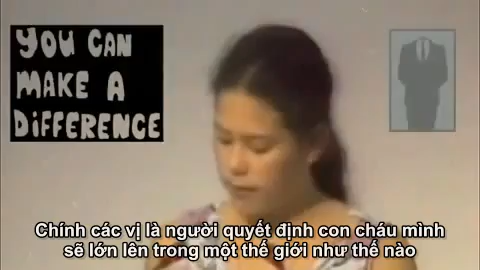 YOU CAN
MAKE A
DiFFERENCE
Chính các vị là người quyết định con cháu mình
sẽ lớn lên trong một thế giới như thế nào